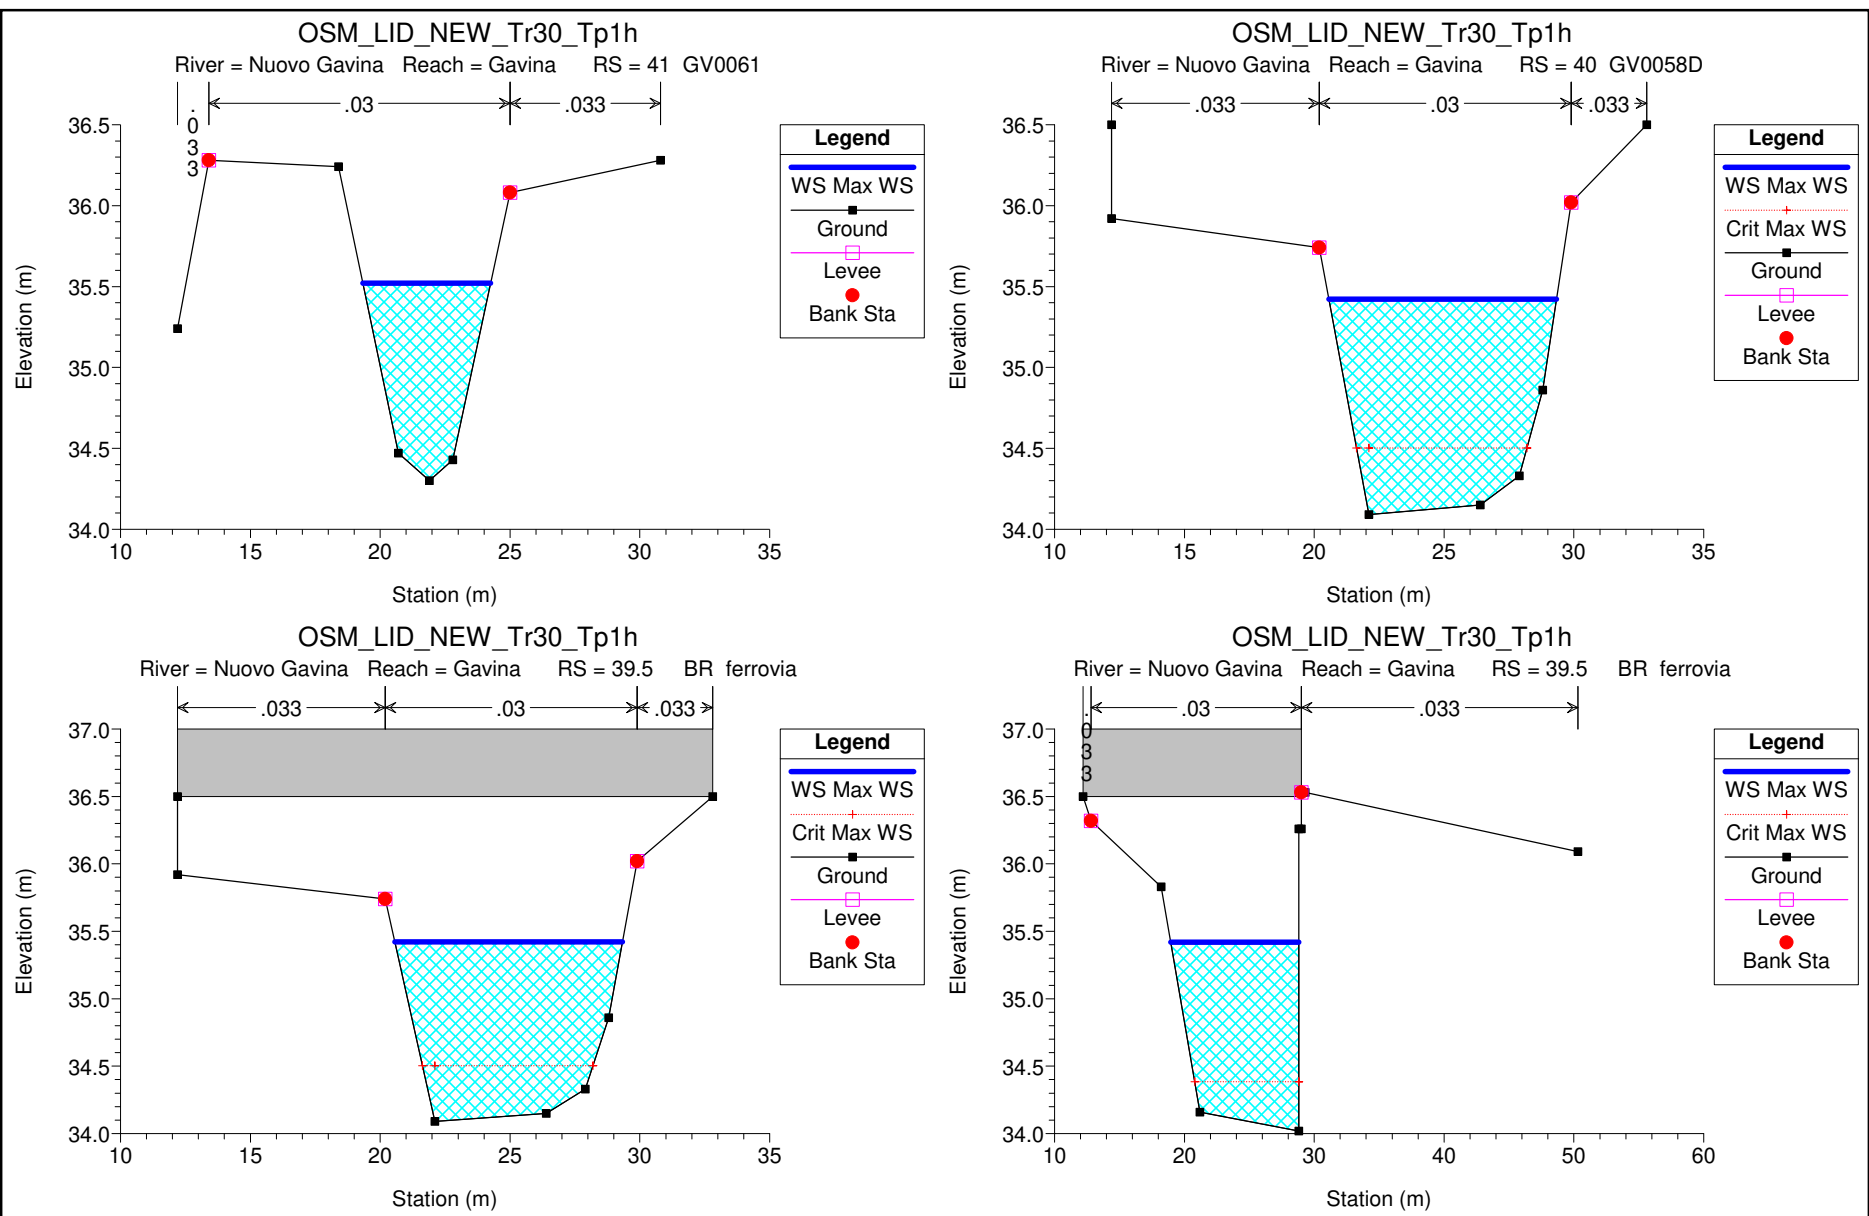 OSM_LID_NEW_Tr30_Tp1h
River = Nuovo Gavina Reach = Gavina RS = 41 GV0061
.033
.03
.033
36.5
36.0
35.5
35.0
34.5
34.0
10 15 20 25 30 35
Station (m)
Elevation (m)
Legend
WS Max WS
Ground
Levee
Bank Sta
OSM_LID_NEW_Tr30_Tp1h
River = Nuovo Gavina Reach = Gavina RS = 40 GV0058D
.033
.03
.033
36.5
36.0
35.5
35.0
34.5
34.0
10 15 20 25 30 35
Station (m)
Elevation (m)
Legend
WS Max WS
Crit Max WS
Ground
Levee
Bank Sta
OSM_LID_NEW_Tr30_Tp1h
River = Nuovo Gavina Reach = Gavina RS = 39.5 BR ferrovia
.033
.03
.033
37.0
36.5
36.0
35.5
35.0
34.5
34.0
10 15 20 25 30 35
Station (m)
Elevation (m)
Legend
WS Max WS
Crit Max WS
Ground
Levee
Bank Sta
OSM_LID_NEW_Tr30_Tp1h
River = Nuovo Gavina Reach = Gavina RS = 39.5 BR ferrovia
.033
.03
.033
37.0
36.5
36.0
35.5
35.0
34.5
34.0
10 20 30 40 50 60
Station (m)
Elevation (m)
Legend
WS Max WS
Crit Max WS
Ground
Levee
Bank Sta